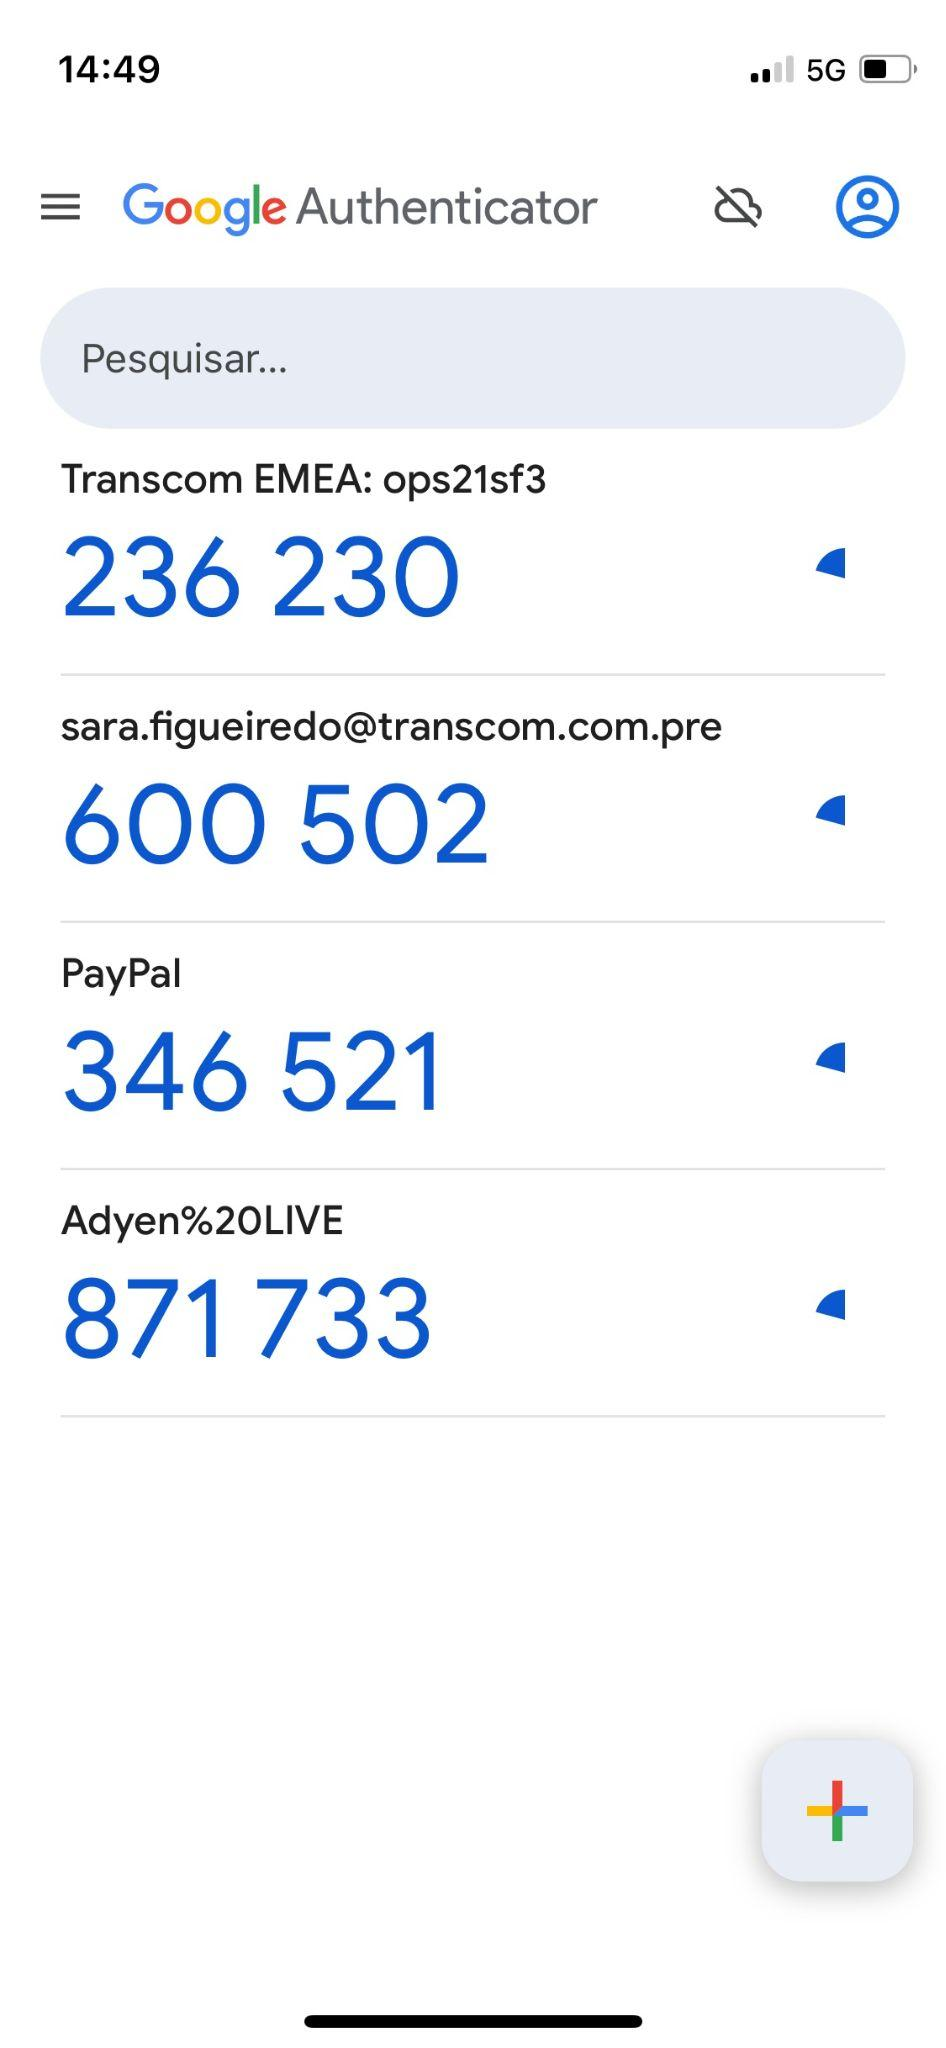 14:49
5G
Google Authenticator
Pesquisar...
Transcom EMEA: ops21sf3
236 230
sara.figueiredo@transcom.com.pre
600 502
PayPal
346 521
Adyen%20LIVE
871 733